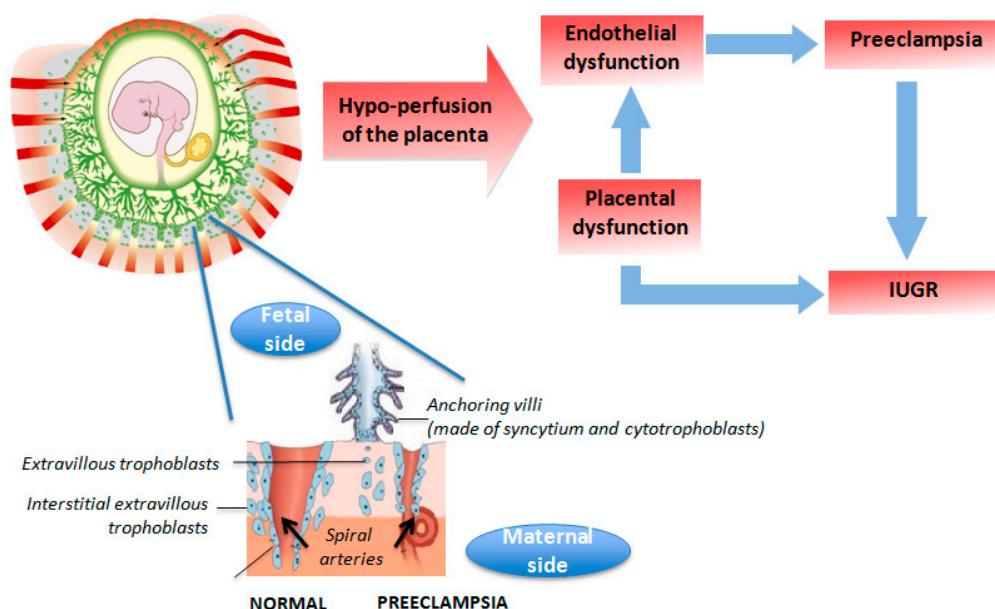 Hypo-perfusion
of the placenta
Endothelial
dysfunction
Preeclampsia
Placental
dysfunction
IUGR
Fetal
side
Anchoring villi
(made of syncytium and cytotrophoblasts)
Extravillous trophoblasts
Interstitial extravillous
trophoblasts
Spiral
arteries
Maternal
side
NORMAL
PREECLAMPSIA